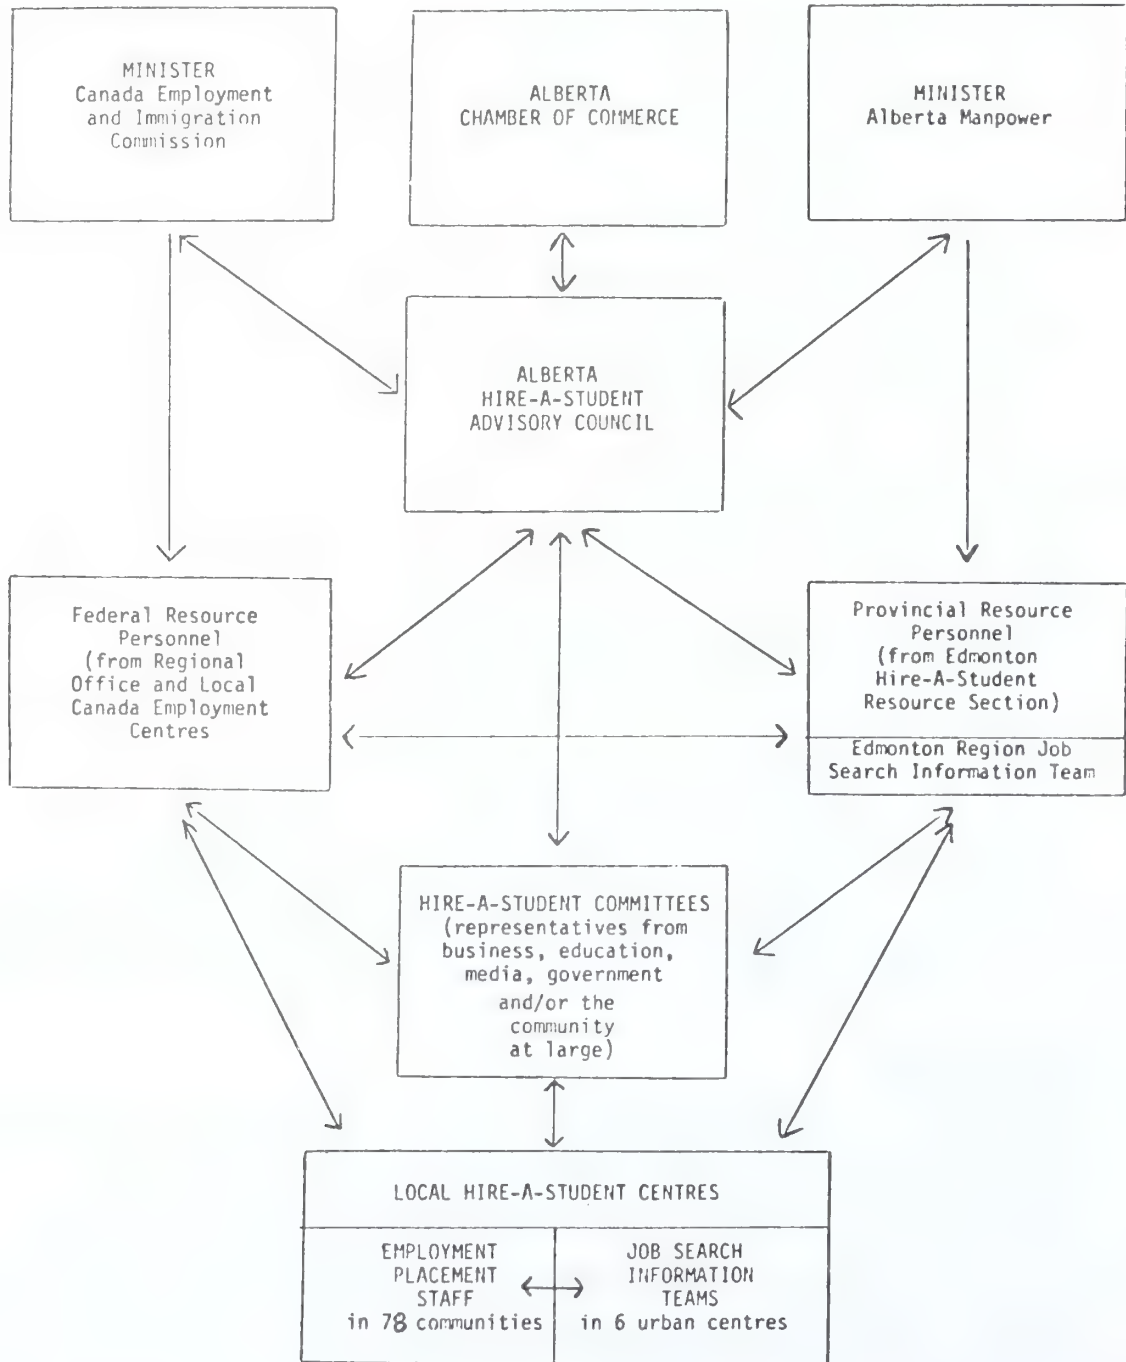 MINISTER
Canada Employment
and Immigration
Commission
ALBERTA
CHAMBER OF COMMERCE
MINISTER
Alberta Manpower
ALBERTA
HIRE-A-STUDENT
ADVISORY COUNCIL
Federal Resource
Personnel
(from Regional
Office and Local
Canada Employment
Centres
Provincial Resource
Personnel
(from Edmonton
Hire-A-Student
Resource Section)
Edmonton Region Job
Search Information Team
HIRE-A-STUDENT COMMITTEES
(representatives from
business, education,
media, government
and/or the
community
at large)
LOCAL HIRE-A-STUDENT CENTRES
EMPLOYMENT
PLACEMENT
STAFF
in 78 communities
JOB SEARCH
INFORMATION
TEAMS
in 6 urban centres